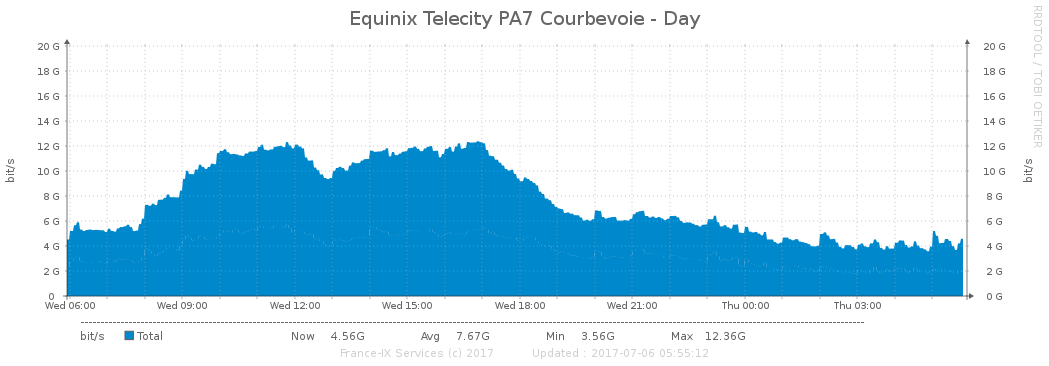 Equinix Telecity PA7 Courbevoie - Day
RRDTOOL / TOBI OETIKER
20 G 20 G
18 G 18 G
16 G 16 G
14 G 14 G
12 G 12 G
10 G 10 G
8 G 8 G
6 G 6 G
4 G 4 G
2 G 2 G
0 0 G
bit/s bit/s
Wed 06:00 Wed 09:00 Wed 12:00 Wed 15:00 Wed 18:00 Wed 21:00 Thu 00:00 Thu 03:00
bit/s Total Now 4.56G Avg 7.67G Min 3.56G Max 12.36G
France-IX Services (c) 2017 Updated : 2017-07-06 05:55:12